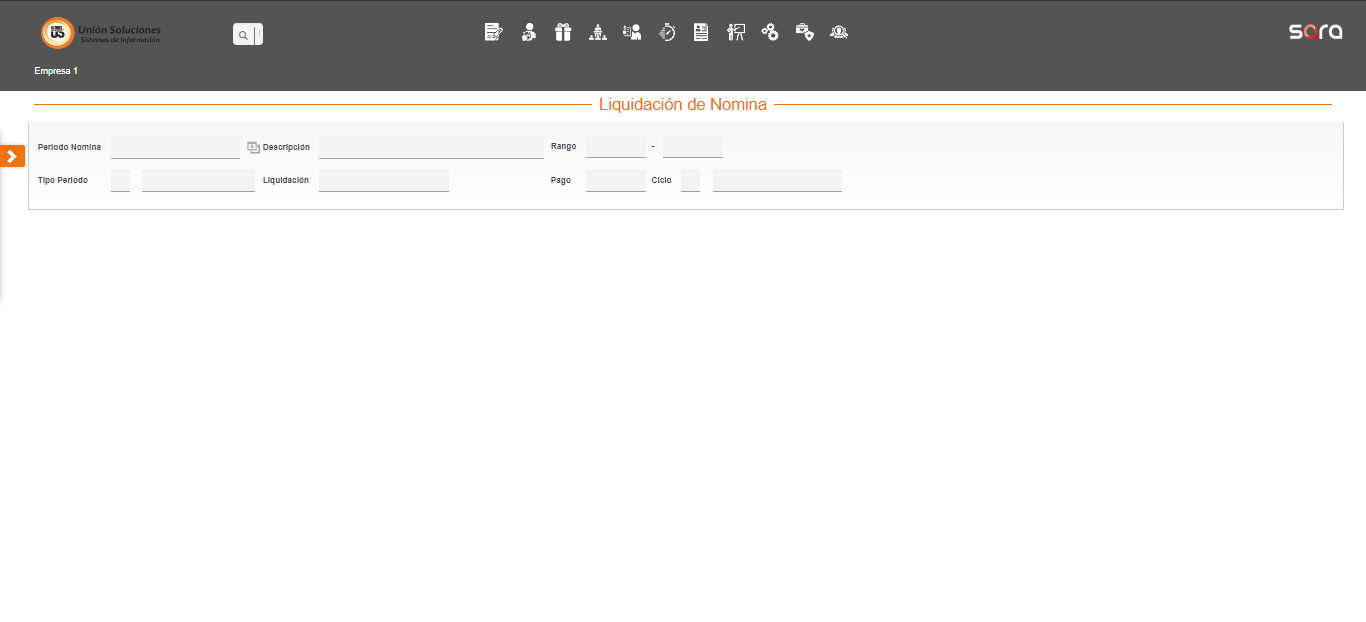 US
Unión Soluciones
Sistemas de Información
sora
Empresa 1
Liquidación de Nomina
Periodo Nomina
Descripción
Rango
-
Tipo Periodo
Liquidación
Pago
Ciclo